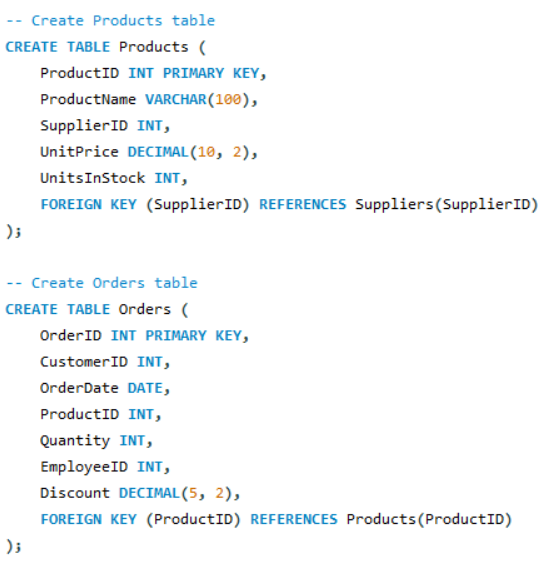 -- Create Products table
CREATE TABLE Products (
    ProductID INT PRIMARY KEY,
    ProductName VARCHAR(100),
    SupplierID INT,
    UnitPrice DECIMAL(10, 2),
    UnitsInStock INT,
    FOREIGN KEY (SupplierID) REFERENCES Suppliers(SupplierID)
);
-- Create Orders table
CREATE TABLE Orders (
    OrderID INT PRIMARY KEY,
    CustomerID INT,
    OrderDate DATE,
    ProductID INT,
    Quantity INT,
    EmployeeID INT,
    Discount DECIMAL(5, 2),
    FOREIGN KEY (ProductID) REFERENCES Products(ProductID)
);